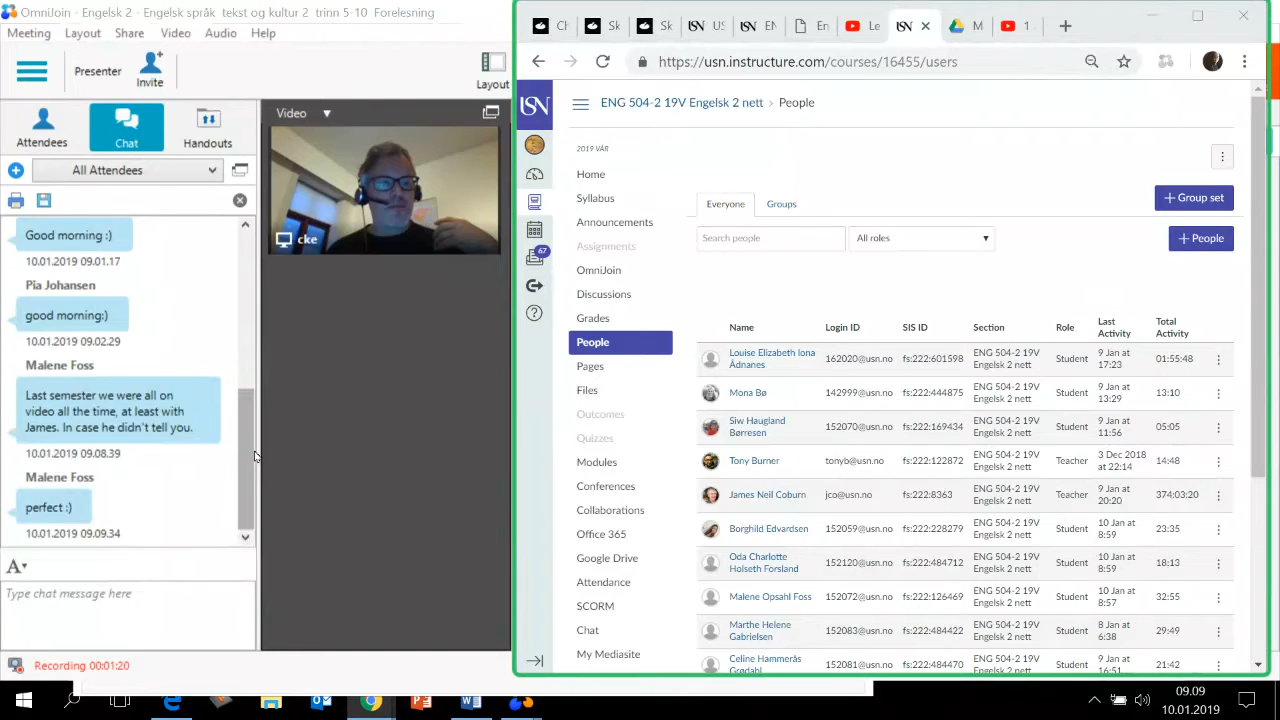 OmniJoin - Engelsk 2 - Engelsk språk tekst og kultur 2 trinn 5-10 Forelesning
Meeting Layout Share Video Audio Help
Presenter
Invite
Layout
Attendees
Chat
Handouts
All Attendees
Good morning :)
10.01.2019 09.01.17
Pia Johansen
good morning:)
10.01.2019 09.02.29
Malene Foss
Last semester we were all on
video all the time, at least with
James. In case he didn't tell you.
10.01.2019 09.08.39
Malene Foss
perfect :)
10.01.2019 09.09.34
A
Type chat message here
Recording 00:01:20
Video
cke
Sk
Sk
USN
USN
En
Le
USN
M
https://usn.instructure.com/courses/16455/users
USN
67
ENG 504-2 19V Engelsk 2 nett › People
2019 VÅR
Home
Syllabus
Announcements
Assignments
OmniJoin
Discussions
Grades
People
Pages
Files
Outcomes
Quizzes
Modules
Conferences
Collaborations
Office 365
Google Drive
Attendance
SCORM
Chat
My Mediasite
Everyone Groups
+ Group set
Search people
All roles
+ People
Name Login ID SIS ID Section Role Last Activity Total Activity
Louise Elizabeth Iona Ådnanes 162020@usn.no fs:222:601598 ENG 504-2 19V Engelsk 2 nett Student 9 Jan at 17:23 01:55:48
Mona Bø 142999@usn.no fs:222:444875 ENG 504-2 19V Engelsk 2 nett Student 9 Jan at 13:29 13:10
Siw Haugland Børresen 152070@usn.no fs:222:169434 ENG 504-2 19V Engelsk 2 nett Student 9 Jan at 11:56 05:05
Tony Burner tonyb@usn.no fs:222:122872 ENG 504-2 19V Engelsk 2 nett Teacher 3 Dec 2018 at 22:14 14:48
James Neil Coburn jco@usn.no fs:222:8363 ENG 504-2 19V Engelsk 2 nett Teacher 9 Jan at 20:20 374:03:20
Borghild Edvardsen 152059@usn.no fs:222:228279 ENG 504-2 19V Engelsk 2 nett Student 10 Jan at 8:59 23:35
Oda Charlotte Holseth Forsland 152120@usn.no fs:222:484712 ENG 504-2 19V Engelsk 2 nett Student 10 Jan at 8:59 18:13
Malene Opsahl Foss 152072@usn.no fs:222:126469 ENG 504-2 19V Engelsk 2 nett Student 10 Jan at 8:57 32:55
Marthe Helene Gabrielsen 152083@usn.no fs:222:484422 ENG 504-2 19V Engelsk 2 nett Student 8 Jan at 6:38 29:49
Celine Hammerås Grødahl 152081@usn.no fs:222:484470 ENG 504-2 19V Engelsk 2 nett Student 9 Jan at 16:51 21:42
09.09
10.01.2019